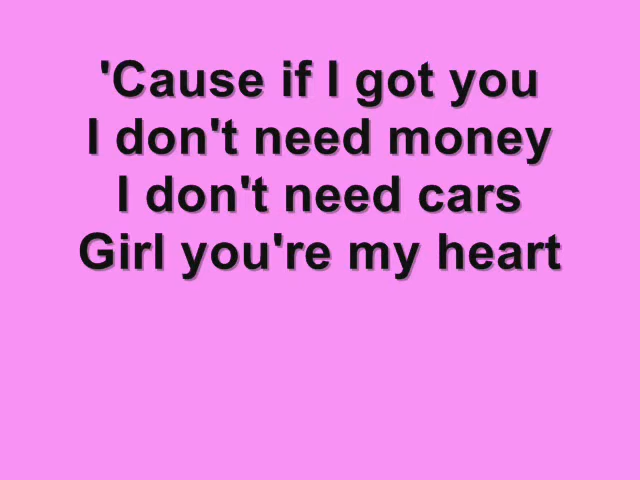 'Cause if I got you
I don't need money
I don't need cars
Girl you're my heart